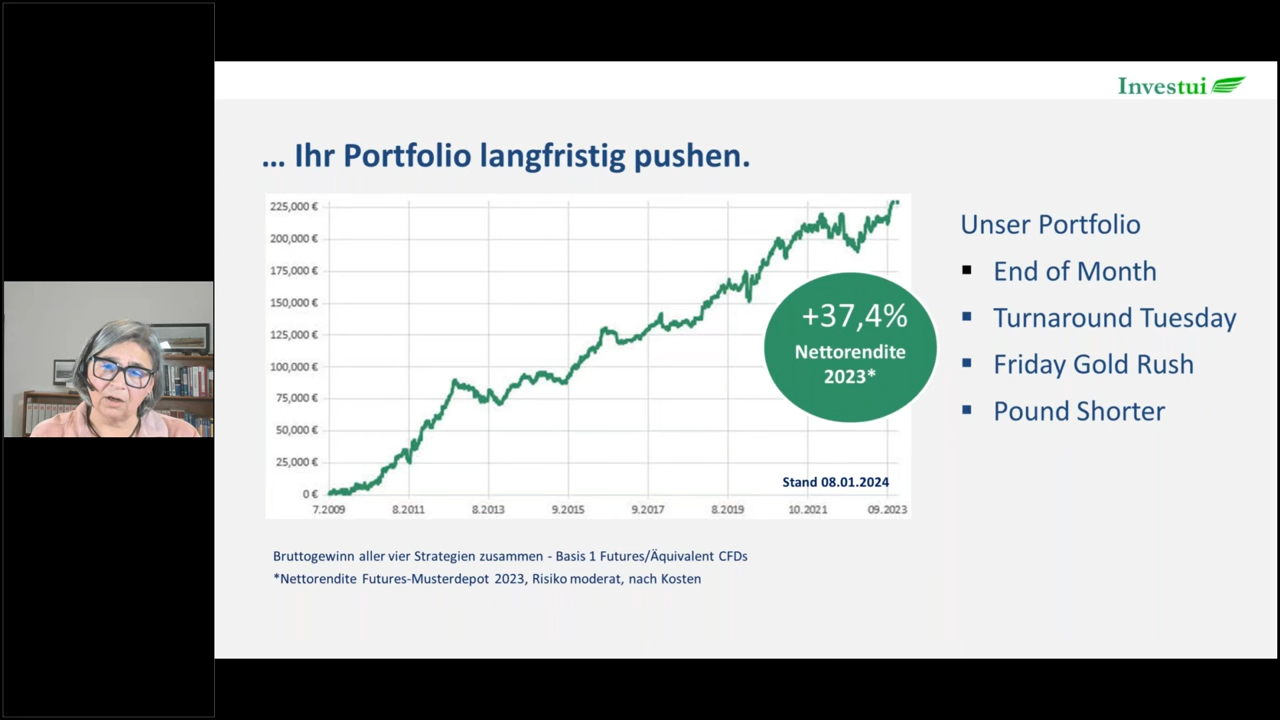 Investui
... Ihr Portfolio langfristig pushen.
225,000 €
200,000 €
175,000 €
150,000 €
125,000 €
100,000 €
75,000 €
50,000 €
25,000 €
0 €
7.2009 8.2011 8.2013 9.2015 9.2017 8.2019 10.2021 09.2023
+37,4%
Nettorendite
2023*
Stand 08.01.2024
Unser Portfolio
End of Month
Turnaround Tuesday
Friday Gold Rush
Pound Shorter
Bruttogewinn aller vier Strategien zusammen - Basis 1 Futures/Äquivalent CFDs
*Nettorendite Futures-Musterdepot 2023, Risiko moderat, nach Kosten